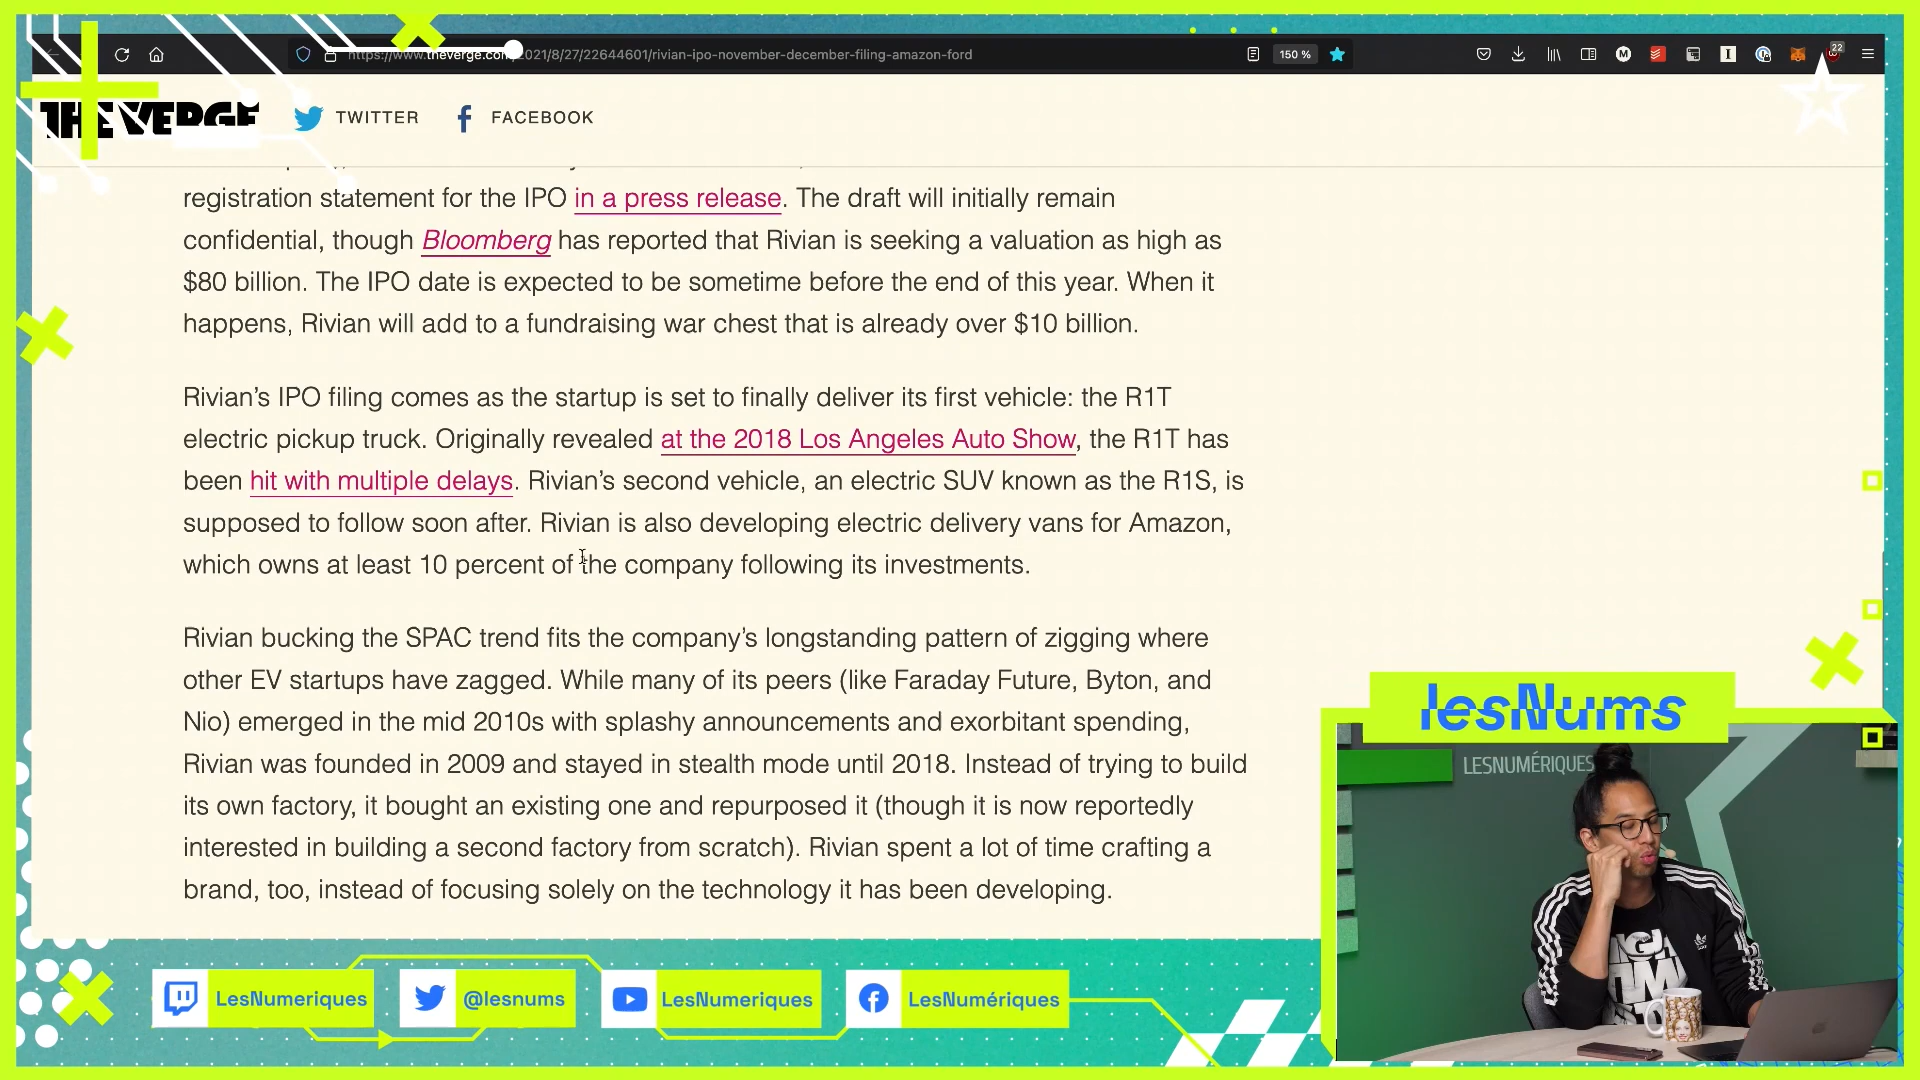 https://www.theverge.com/2021/8/27/22644601/rivian-ipo-november-december-filing-amazon-ford
150 %
22
THE VERGE
TWITTER
FACEBOOK
registration statement for the IPO in a press release. The draft will initially remain
confidential, though Bloomberg has reported that Rivian is seeking a valuation as high as
$80 billion. The IPO date is expected to be sometime before the end of this year. When it
happens, Rivian will add to a fundraising war chest that is already over $10 billion.
Rivian’s IPO filing comes as the startup is set to finally deliver its first vehicle: the R1T
electric pickup truck. Originally revealed at the 2018 Los Angeles Auto Show, the R1T has
been hit with multiple delays. Rivian’s second vehicle, an electric SUV known as the R1S, is
supposed to follow soon after. Rivian is also developing electric delivery vans for Amazon,
which owns at least 10 percent of the company following its investments.
Rivian bucking the SPAC trend fits the company’s longstanding pattern of zigging where
other EV startups have zagged. While many of its peers (like Faraday Future, Byton, and
Nio) emerged in the mid 2010s with splashy announcements and exorbitant spending,
Rivian was founded in 2009 and stayed in stealth mode until 2018. Instead of trying to build
its own factory, it bought an existing one and repurposed it (though it is now reportedly
interested in building a second factory from scratch). Rivian spent a lot of time crafting a
brand, too, instead of focusing solely on the technology it has been developing.
lesNums
LESNUMÉRIQUES
LesNumeriques
@lesnums
LesNumeriques
LesNumériques